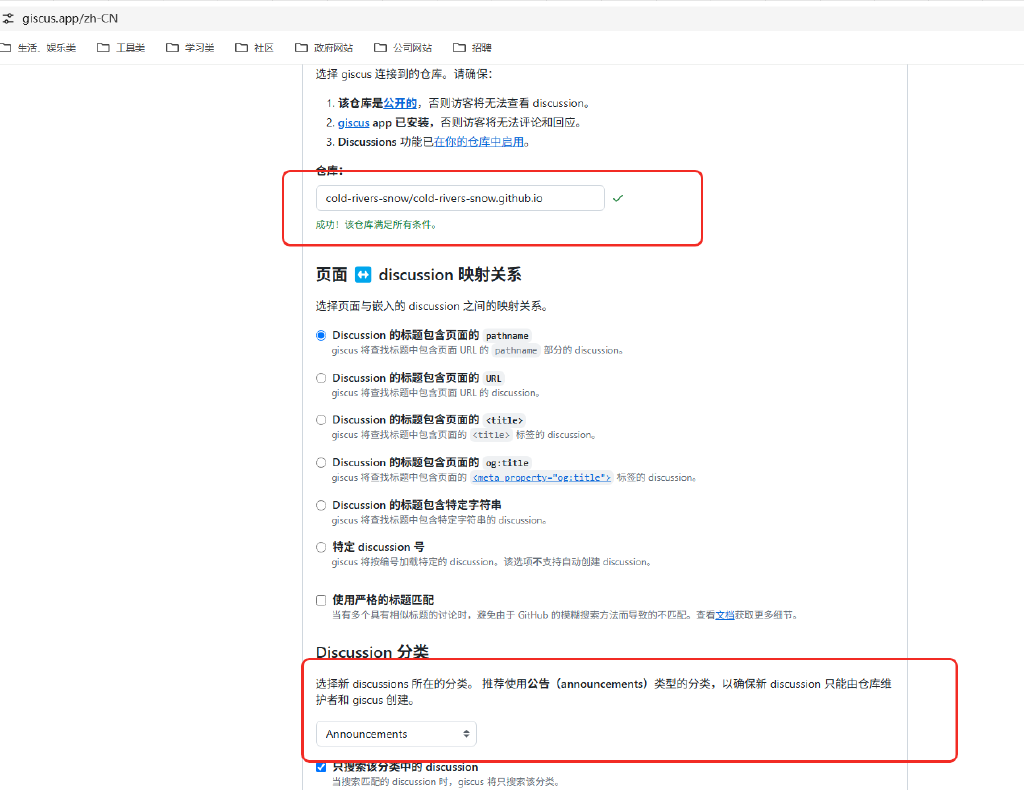 giscus.app/zh-CN
生活、娱乐类 工具类 学习类 社区 政府网站 公司网站 招聘
选择 giscus 连接到的仓库。请确保：
1. 该仓库是公开的，否则访客将无法查看 discussion。
2. giscus app 已安装，否则访客将无法评论和回应。
3. Discussions 功能已在你的仓库中启用。
仓库：
cold-rivers-snow/cold-rivers-snow.github.io
成功！该仓库满足所有条件。
页面 ↔️ discussion 映射关系
选择页面与嵌入的 discussion 之间的映射关系。
Discussion 的标题包含页面的 pathname
giscus 将查找标题中包含页面 URL 的 pathname 部分的 discussion。
Discussion 的标题包含页面的 URL
giscus 将查找标题中包含页面 URL 的 discussion。
Discussion 的标题包含页面的 <title>
giscus 将查找标题中包含页面的 <title> 标签的 discussion。
Discussion 的标题包含页面的 og:title
giscus 将查找标题中包含页面的 <meta property="og:title"> 标签的 discussion。
Discussion 的标题包含特定字符串
giscus 将查找标题中包含特定字符串的 discussion。
特定 discussion 号
giscus 将按编号加载特定的 discussion。该选项不支持自动创建 discussion。
使用严格的标题匹配
当有多个具有相似标题的讨论时，避免由于 GitHub 的模糊搜索方法而导致的不匹配。查看文档获取更多细节。
Discussion 分类
选择新 discussions 所在的分类。 推荐使用公告（announcements）类型的分类，以确保新 discussion 只能由仓库维
护者和 giscus 创建。
Announcements
只搜索该分类中的 discussion
当搜索匹配的 discussion 时，giscus 将只搜索该分类。